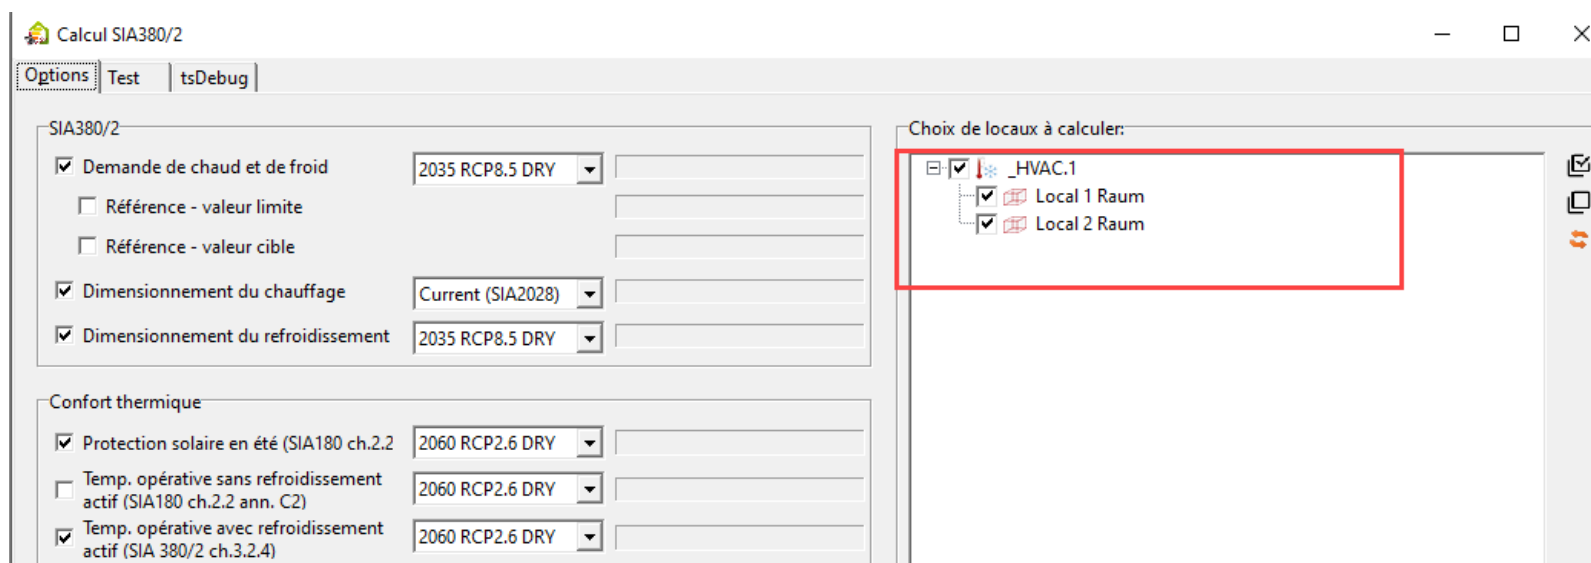 Calcul SIA380/2
Options Test tsDebug
SIA380/2
Demande de chaud et de froid 2035 RCP8.5 DRY
Référence - valeur limite
Référence - valeur cible
Dimensionnement du chauffage Current (SIA2028)
Dimensionnement du refroidissement 2035 RCP8.5 DRY
Confort thermique
Protection solaire en été (SIA180 ch.2.2 2060 RCP2.6 DRY
Temp. opérative sans refroidissement
actif (SIA180 ch.2.2 ann. C2) 2060 RCP2.6 DRY
Temp. opérative avec refroidissement
actif (SIA 380/2 ch.3.2.4) 2060 RCP2.6 DRY
Choix de locaux à calculer:
_HVAC.1
Local 1 Raum
Local 2 Raum